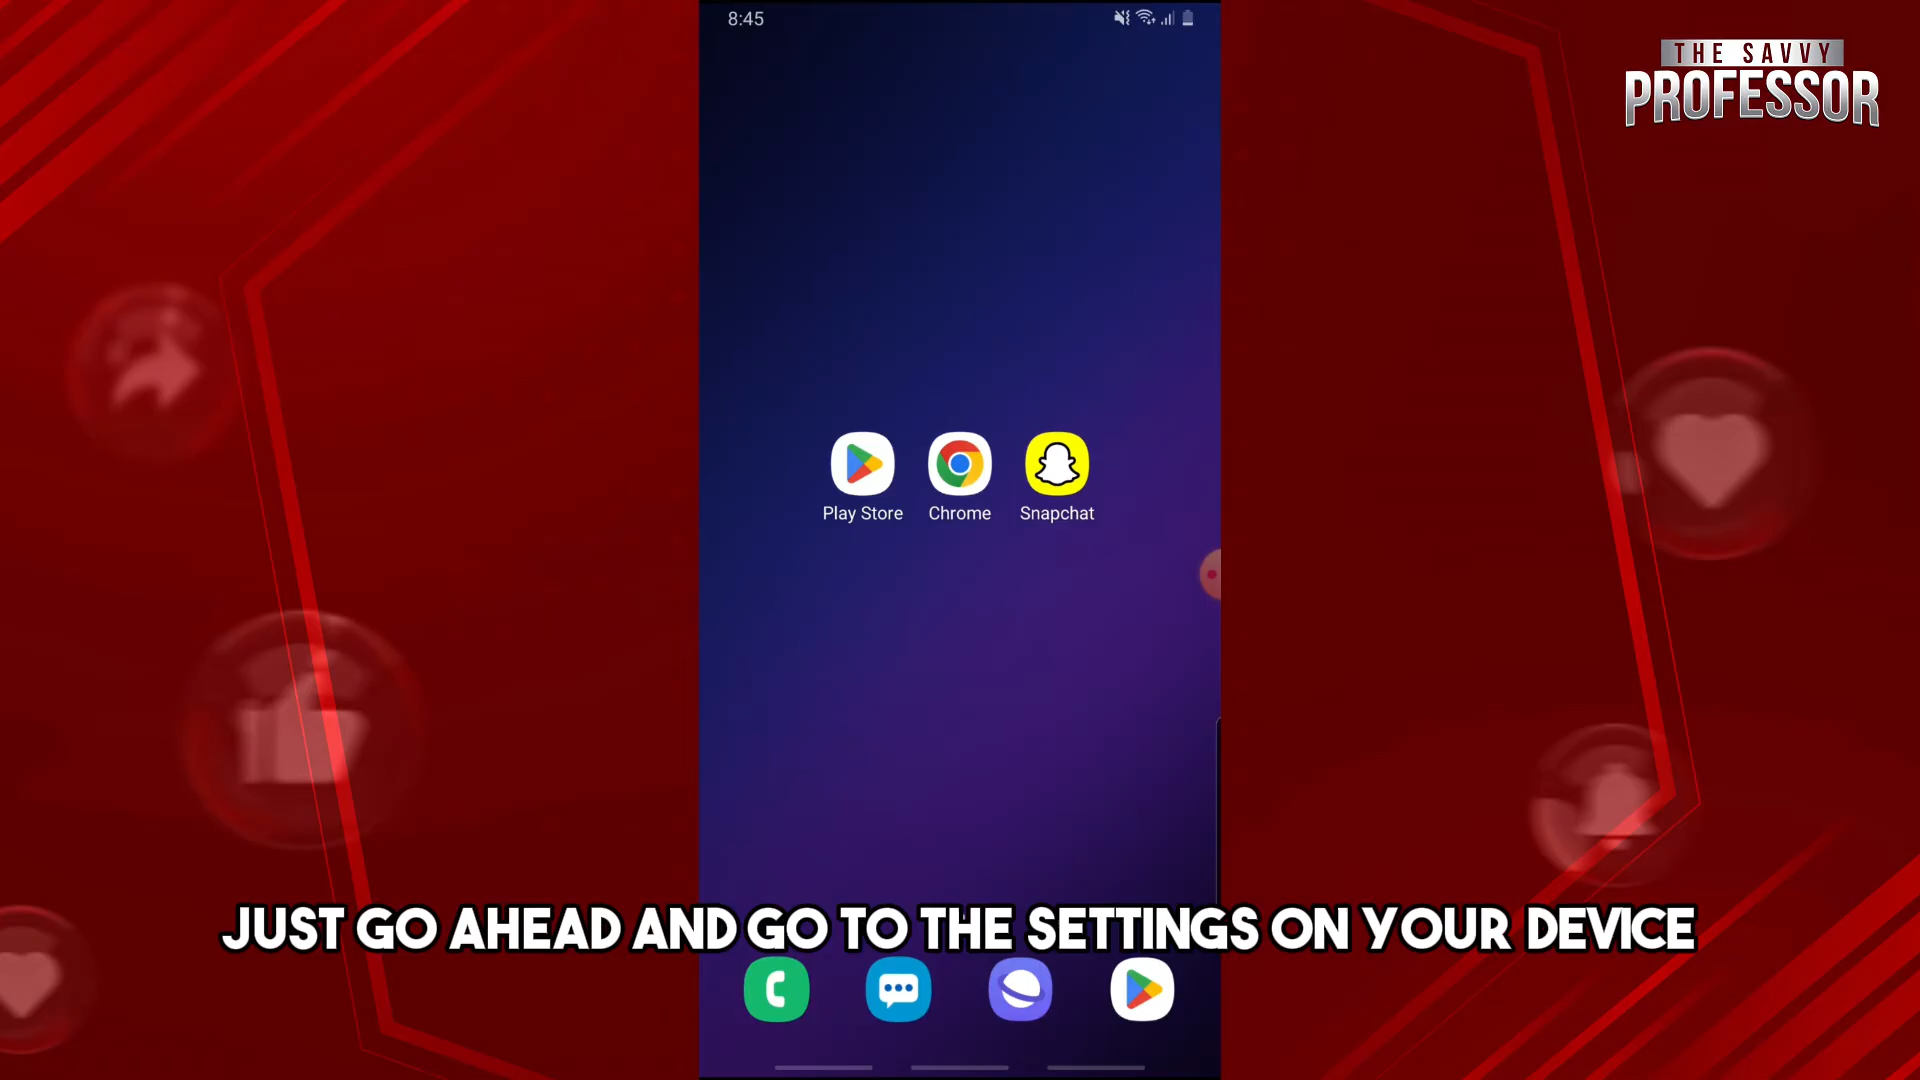 8:45
THE SAVVY
PROFESSOR
Play Store
Chrome
Snapchat
JUST GO AHEAD AND GO TO THE SETTINGS ON YOUR DEVICE